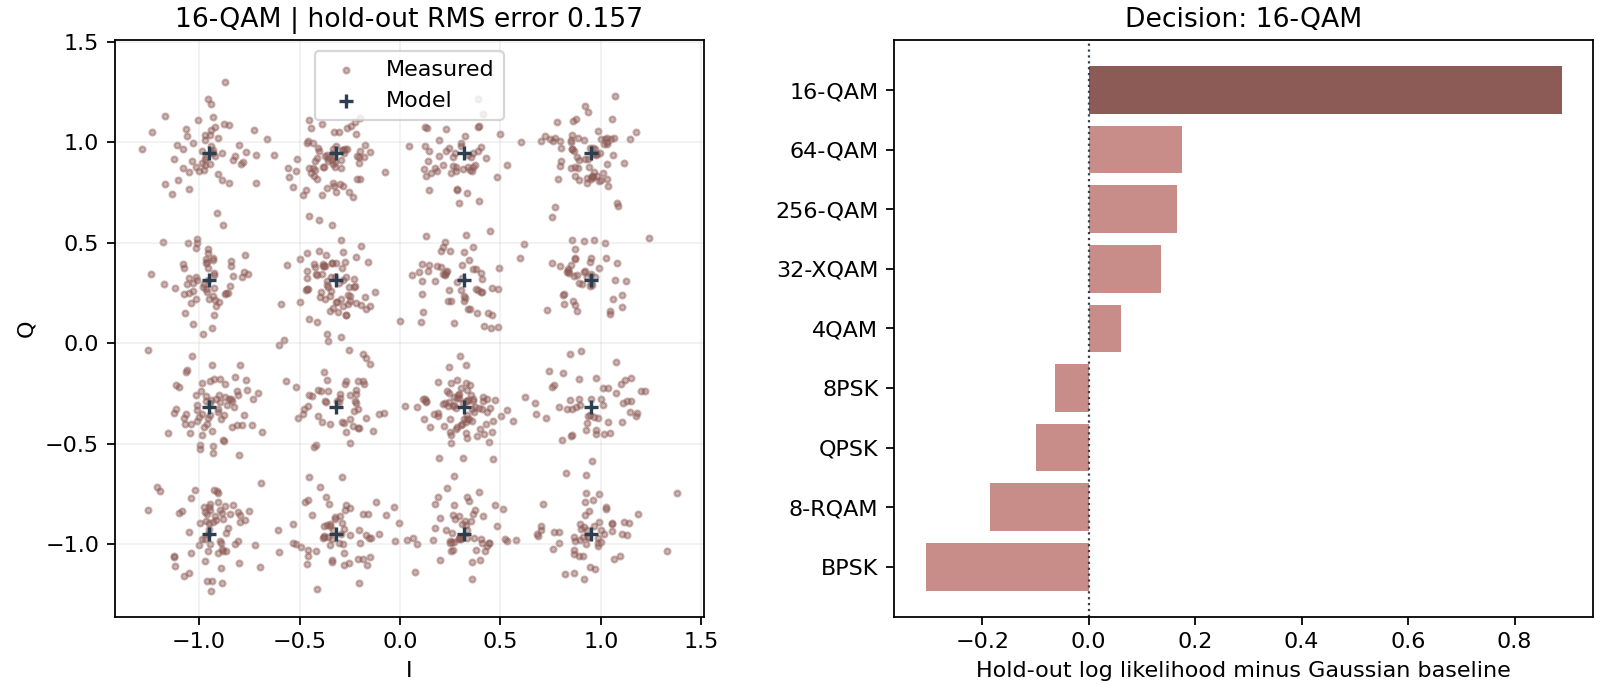 16-QAM | hold-out RMS error 0.157
Measured
Model
1.5
1.0
0.5
0.0
−0.5
−1.0
Q
−1.0
−0.5
0.0
0.5
1.0
1.5
I
Decision: 16-QAM
16-QAM
64-QAM
256-QAM
32-XQAM
4QAM
8PSK
QPSK
8-RQAM
BPSK
−0.2
0.0
0.2
0.4
0.6
0.8
Hold-out log likelihood minus Gaussian baseline